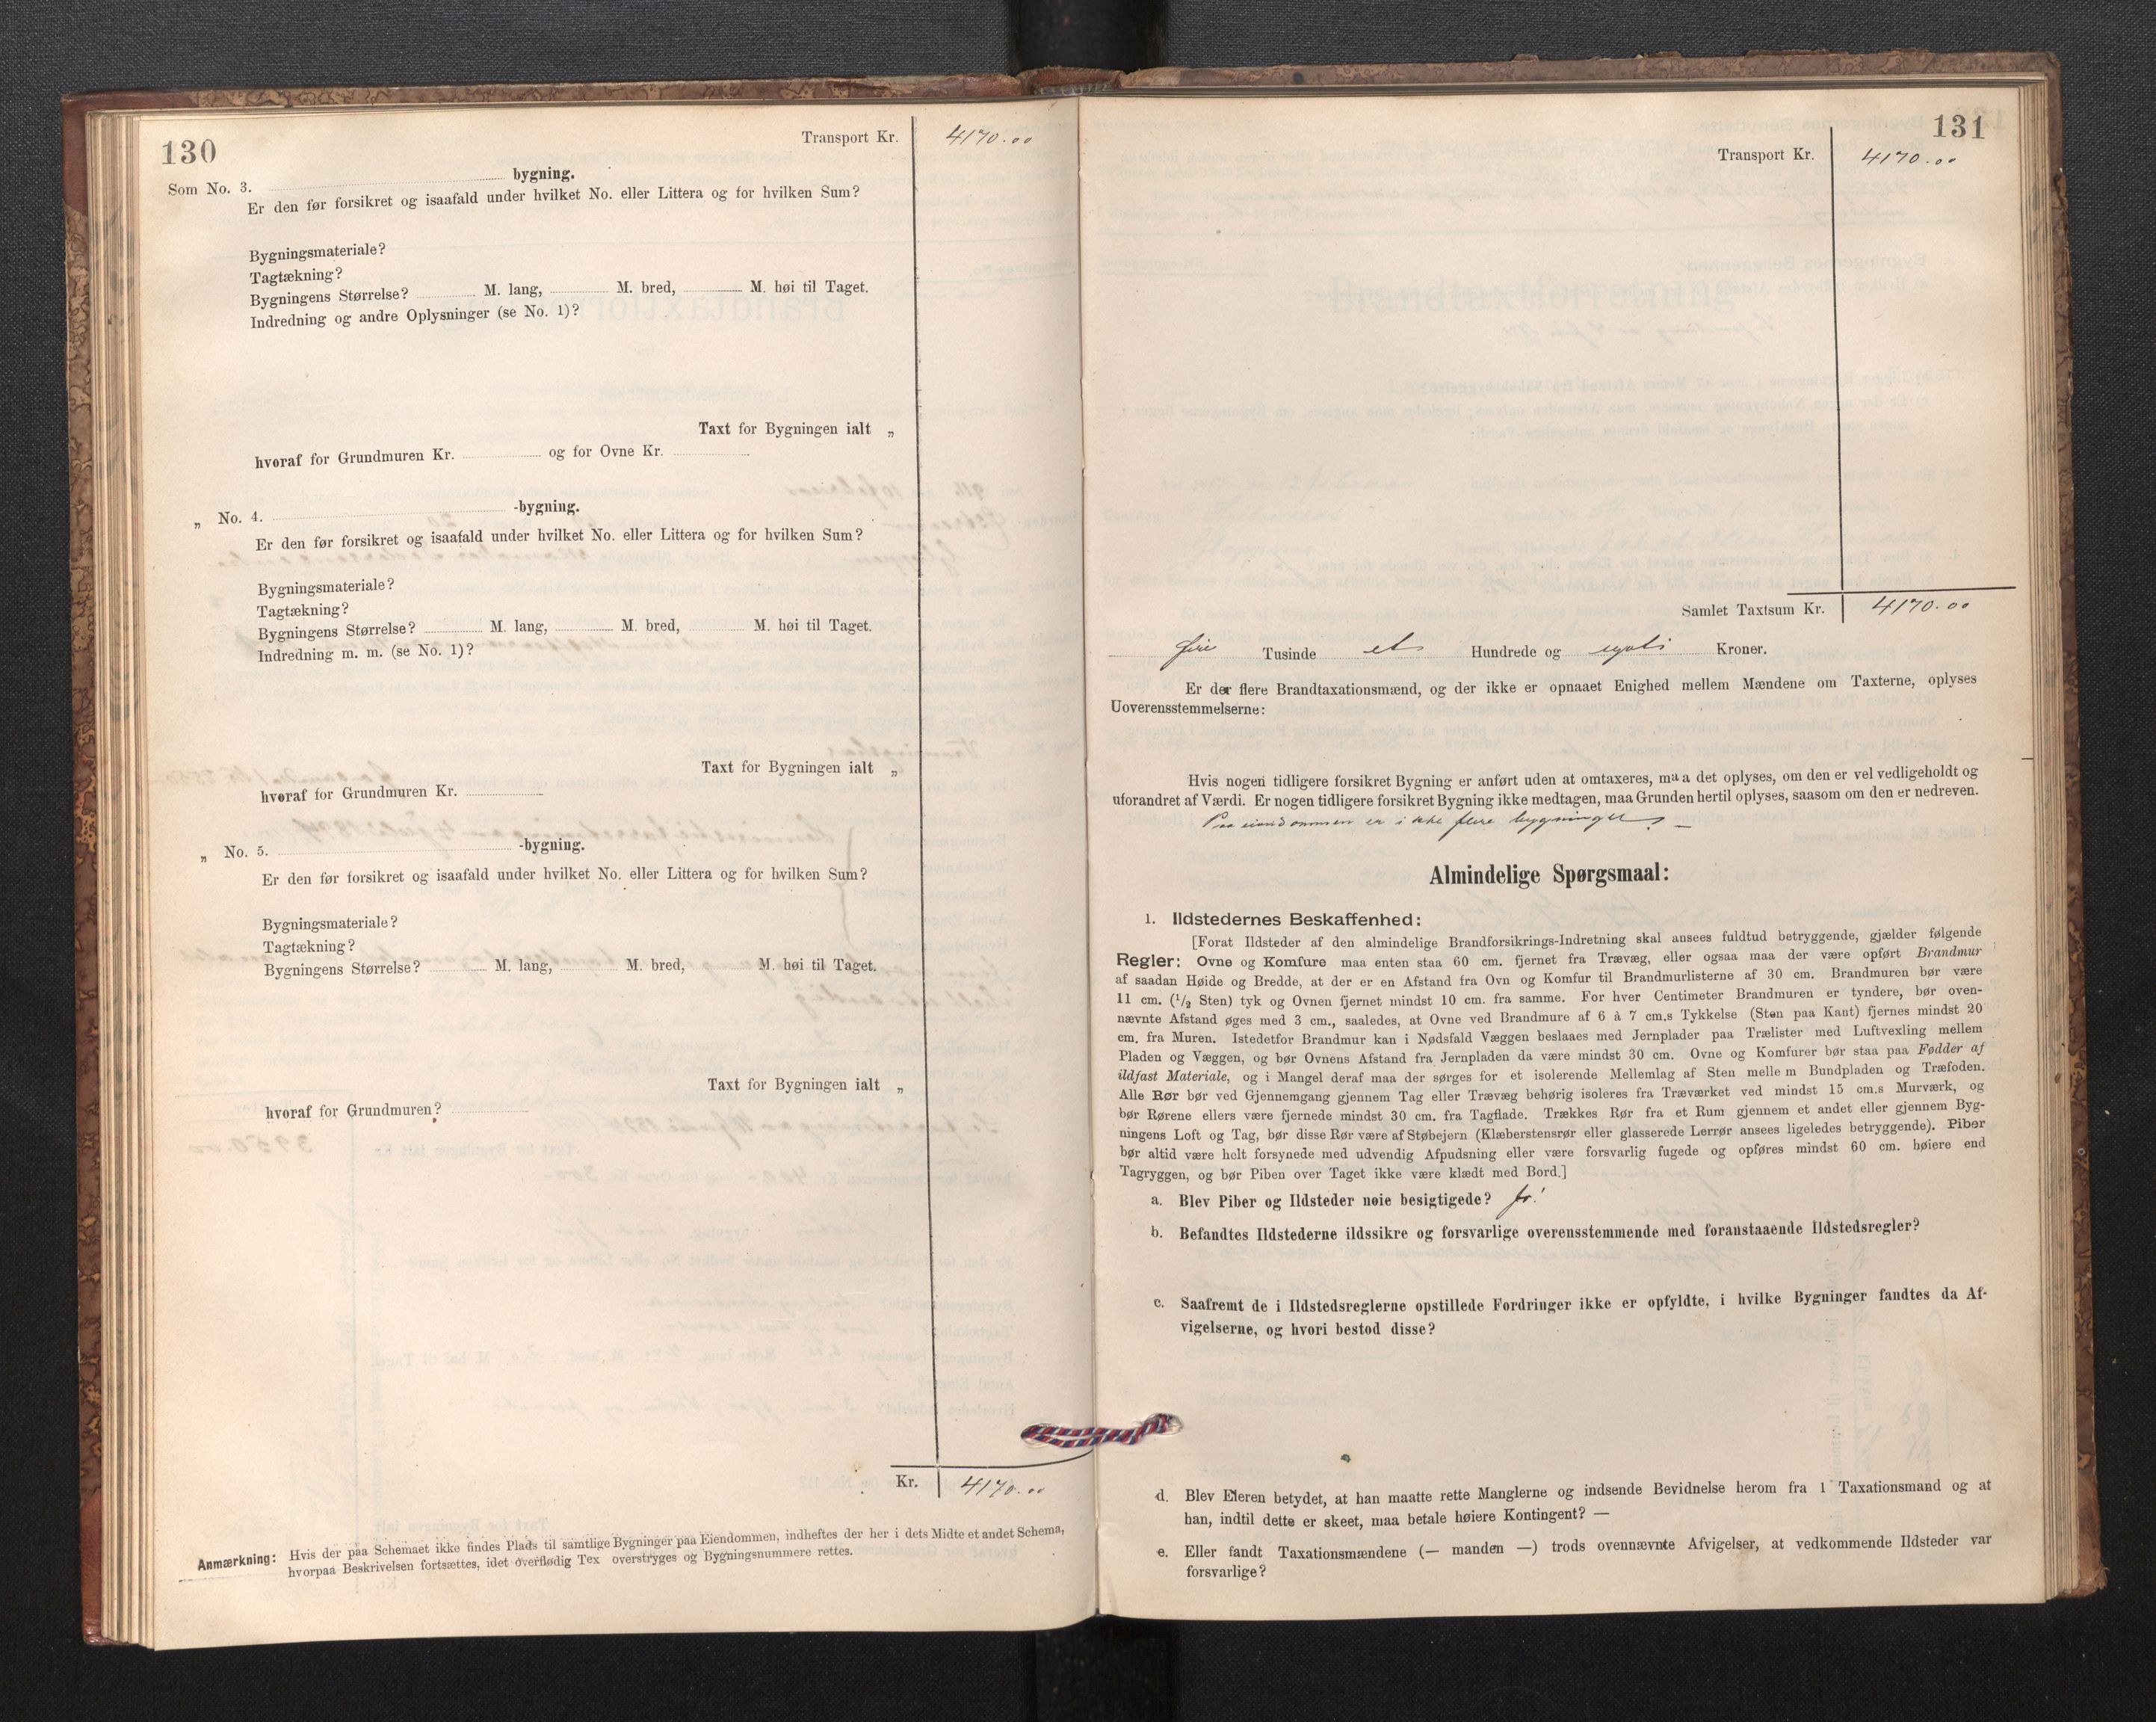 130
Transport Kr. 4170.00
Som No. 3. bygning.
Er den før forsikret og isaafald under hvilket No. eller Littera og for hvilken Sum?
Bygningsmateriale?
Tagtækning?
Bygningens Størrelse? M. lang, M. bred, M. høi til Taget.
Indredning og andre Oplysninger (se No. 1)?
Taxt for Bygningen ialt „
hvoraf for Grundmuren Kr. og for Ovne Kr.
„ No. 4. -bygning.
Er den før forsikret og isaafald under hvilket No. eller Littera og for hvilken Sum?
Bygningsmateriale?
Tagtækning?
Bygningens Størrelse? M. lang, M. bred, M. høi til Taget.
Indredning m. m. (se No. 1)?
Taxt for Bygningen ialt „
hvoraf for Grundmuren Kr.
„ No. 5. -bygning.
Er den før forsikret og isaafald under hvilket No. eller Littera og for hvilken Sum?
Bygningsmateriale?
Tagtækning?
Bygningens Størrelse? M. lang, M. bred, M. høi til Taget.
Taxt for Bygningen ialt „
hvoraf for Grundmuren?
Kr. 4170.00
Anmærkning: Hvis der paa Schemaet ikke findes Plads til samtlige Bygninger paa Eiendommen, indheftes der her i dets Midte et andet Schema,
hvorpaa Beskrivelsen fortsættes, idet overflødig Tex overstryges og Bygningsnummere rettes.
131
Transport Kr. 4170.00
Samlet Taxtsum Kr. 4170.00
fire Tusinde et Hundrede og sytti Kroner.
Er der flere Brandtaxationsmænd, og der ikke er opnaaet Enighed mellem Mændene om Taxterne, oplyses
Uoverensstemmelserne:
Hvis nogen tidligere forsikret Bygning er anført uden at omtaxeres, maa det oplyses, om den er vel vedligeholdt og
uforandret af Værdi. Er nogen tidligere forsikret Bygning ikke medtagen, maa Grunden hertil oplyses, saasom om den er nedreven.
Paa eiendommen er ikke flere bygninger
Almindelige Spørgsmaal:
1. Ildstedernes Beskaffenhed:
[Forat Ildsteder af den almindelige Brandforsikrings-Indretning skal ansees fuldtud betryggende, gjælder følgende
Regler: Ovne og Komfure maa enten staa 60 cm. fjernet fra Trævæg, eller ogsaa maa der være opført Brandmur
af saadan Høide og Bredde, at der er en Afstand fra Ovn og Komfur til Brandmurlisterne af 30 cm. Brandmuren bør være
11 cm. (1/2 Sten) tyk og Ovnen fjernet mindst 10 cm. fra samme. For hver Centimeter Brandmuren er tyndere, bør oven-
nævnte Afstand øges med 3 cm., saaledes, at Ovne ved Brandmure af 6 à 7 cm.s Tykkelse (Sten paa Kant) fjernes mindst 20
cm. fra Muren. Istedetfor Brandmur kan i Nødsfald Væggen beslaaes med Jernplader paa Trælister med Luftvexling mellem
Pladen og Væggen, og bør Ovnens Afstand fra Jernpladen da være mindst 30 cm. Ovne og Komfurer bør staa paa Fødder af
ildfast Materiale, og i Mangel deraf maa der sørges for et isolerende Mellemlag af Sten mellem Bundpladen og Træfoden.
Alle Rør bør ved Gjennemgang gjennem Tag eller Trævæg behørig isoleres fra Træværket ved mindst 15 cm.s Murværk, og
bør Rørene ellers være fjernede mindst 30 cm. fra Tagflade. Trækkes Rør fra et Rum gjennem et andet eller gjennem Byg-
ningens Loft og Tag, bør disse Rør være af Støbejern (Klæberstensrør eller glasserede Lerrør ansees ligeledes betryggende). Piber
bør altid være helt forsynede med udvendig Afpudsning eller være forsvarlig fugede og opføres mindst 60 cm. høiere end
Tagryggen, og bør Piben over Taget ikke være klædt med Bord.]
a. Blev Piber og Ildsteder nøie besigtigede? Ja!
b. Befandtes Ildstederne ildssikre og forsvarlige overensstemmende med foranstaaende Ildstedsregler?
c. Saafremt de i Ildstedsreglerne opstillede Fordringer ikke er opfyldte, i hvilke Bygninger fandtes da Af-
vigelserne, og hvori bestod disse?
d. Blev Eieren betydet, at han maatte rette Manglerne og indsende Bevidnelse herom fra 1 Taxationsmand og at
han, indtil dette er skeet, maa betale høiere Kontingent? —
e. Eller fandt Taxationsmændene (— manden —) trods ovennævnte Afvigelser, at vedkommende Ildsteder var
forsvarlige?